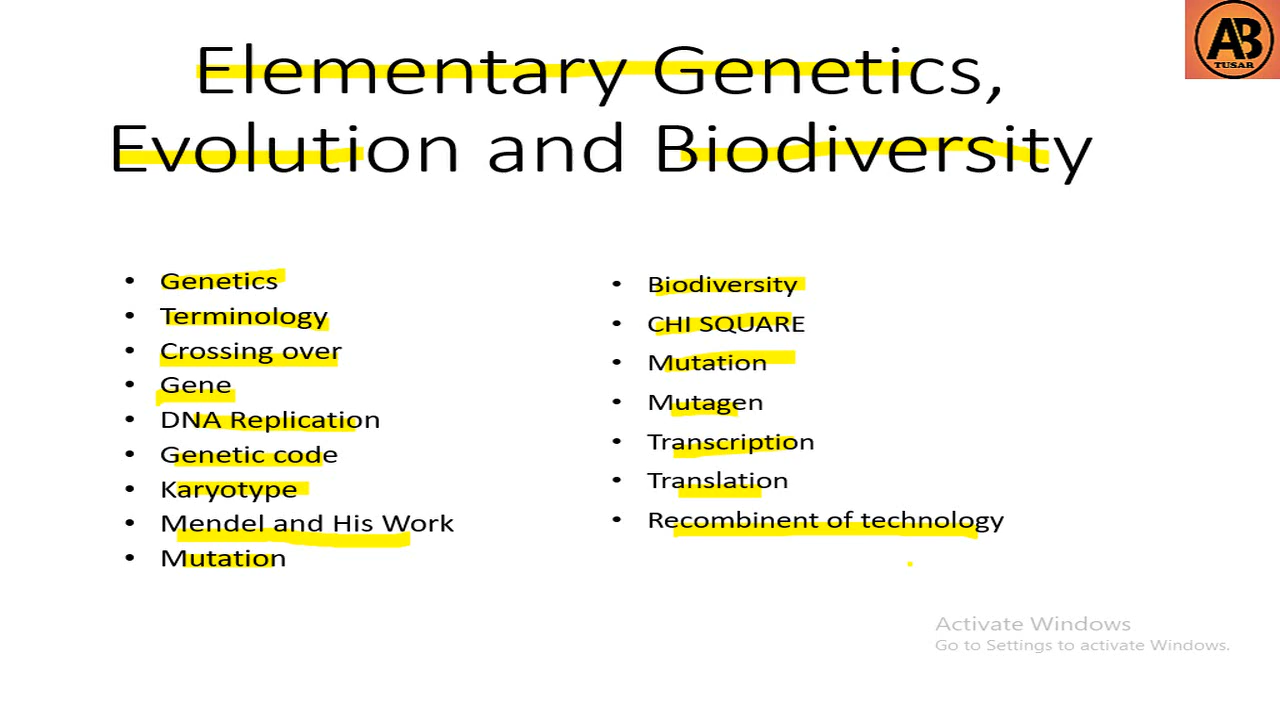 AB
TUSAR
Elementary Genetics,
Evolution and Biodiversity
• Genetics
• Terminology
• Crossing over
• Gene
• DNA Replication
• Genetic code
• Karyotype
• Mendel and His Work
• Mutation
• Biodiversity
• CHI SQUARE
• Mutation
• Mutagen
• Transcription
• Translation
• Recombinent of technology
Activate Windows
Go to Settings to activate Windows.